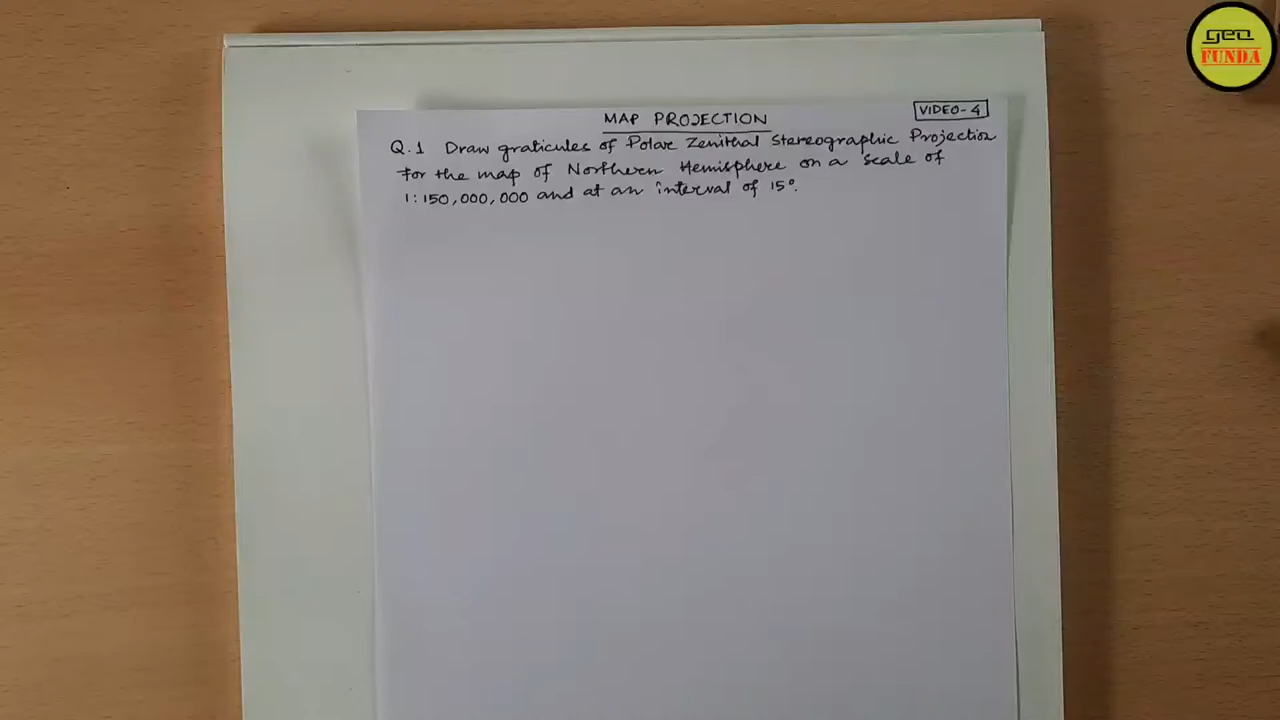 geo
FUNDA
MAP PROJECTION
VIDEO-4
Q.1 Draw graticules of Polar Zenithal Stereographic Projection
for the map of Northern Hemisphere on a scale of
1:150,000,000 and at an interval of 15°.